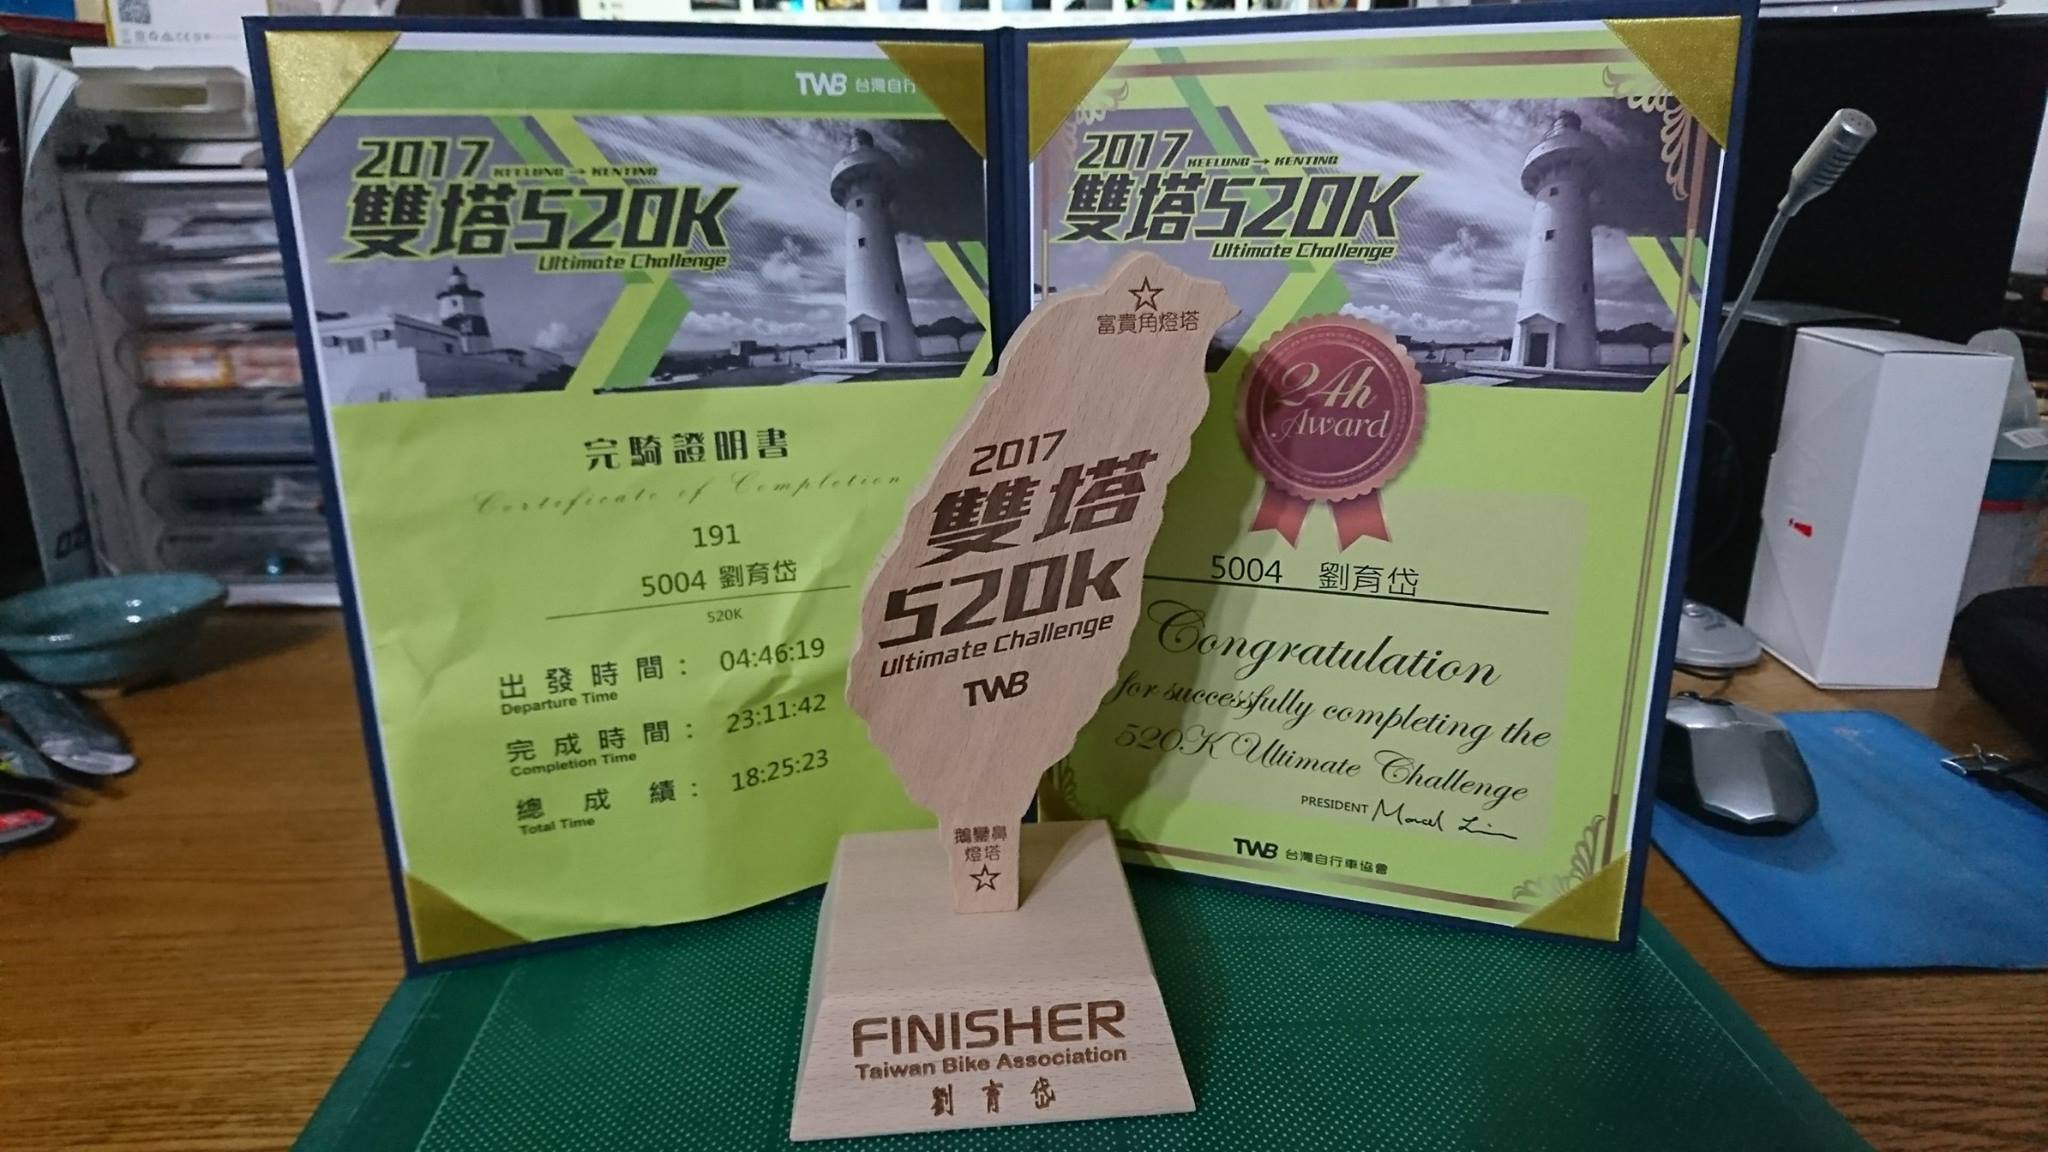 TWB 台灣自行
2017 KEELUNG → KENTING
雙塔520K
Ultimate Challenge
完騎證明書
Certificate of Completion
191
5004 劉育岱
520K
出發時間： 04:46:19
Departure Time
完成時間： 23:11:42
Completion Time
總成績： 18:25:23
Total Time
2017 KEELUNG → KENTING
雙塔520K
Ultimate Challenge
24h
Award
5004 劉育岱
Congratulation
for successfully completing the
520K Ultimate Challenge
PRESIDENT
TWB 台灣自行車協會
富貴角燈塔
2017
雙塔
520K
Ultimate Challenge
TWB
鵝鑾鼻
燈塔
FINISHER
Taiwan Bike Association
劉育岱